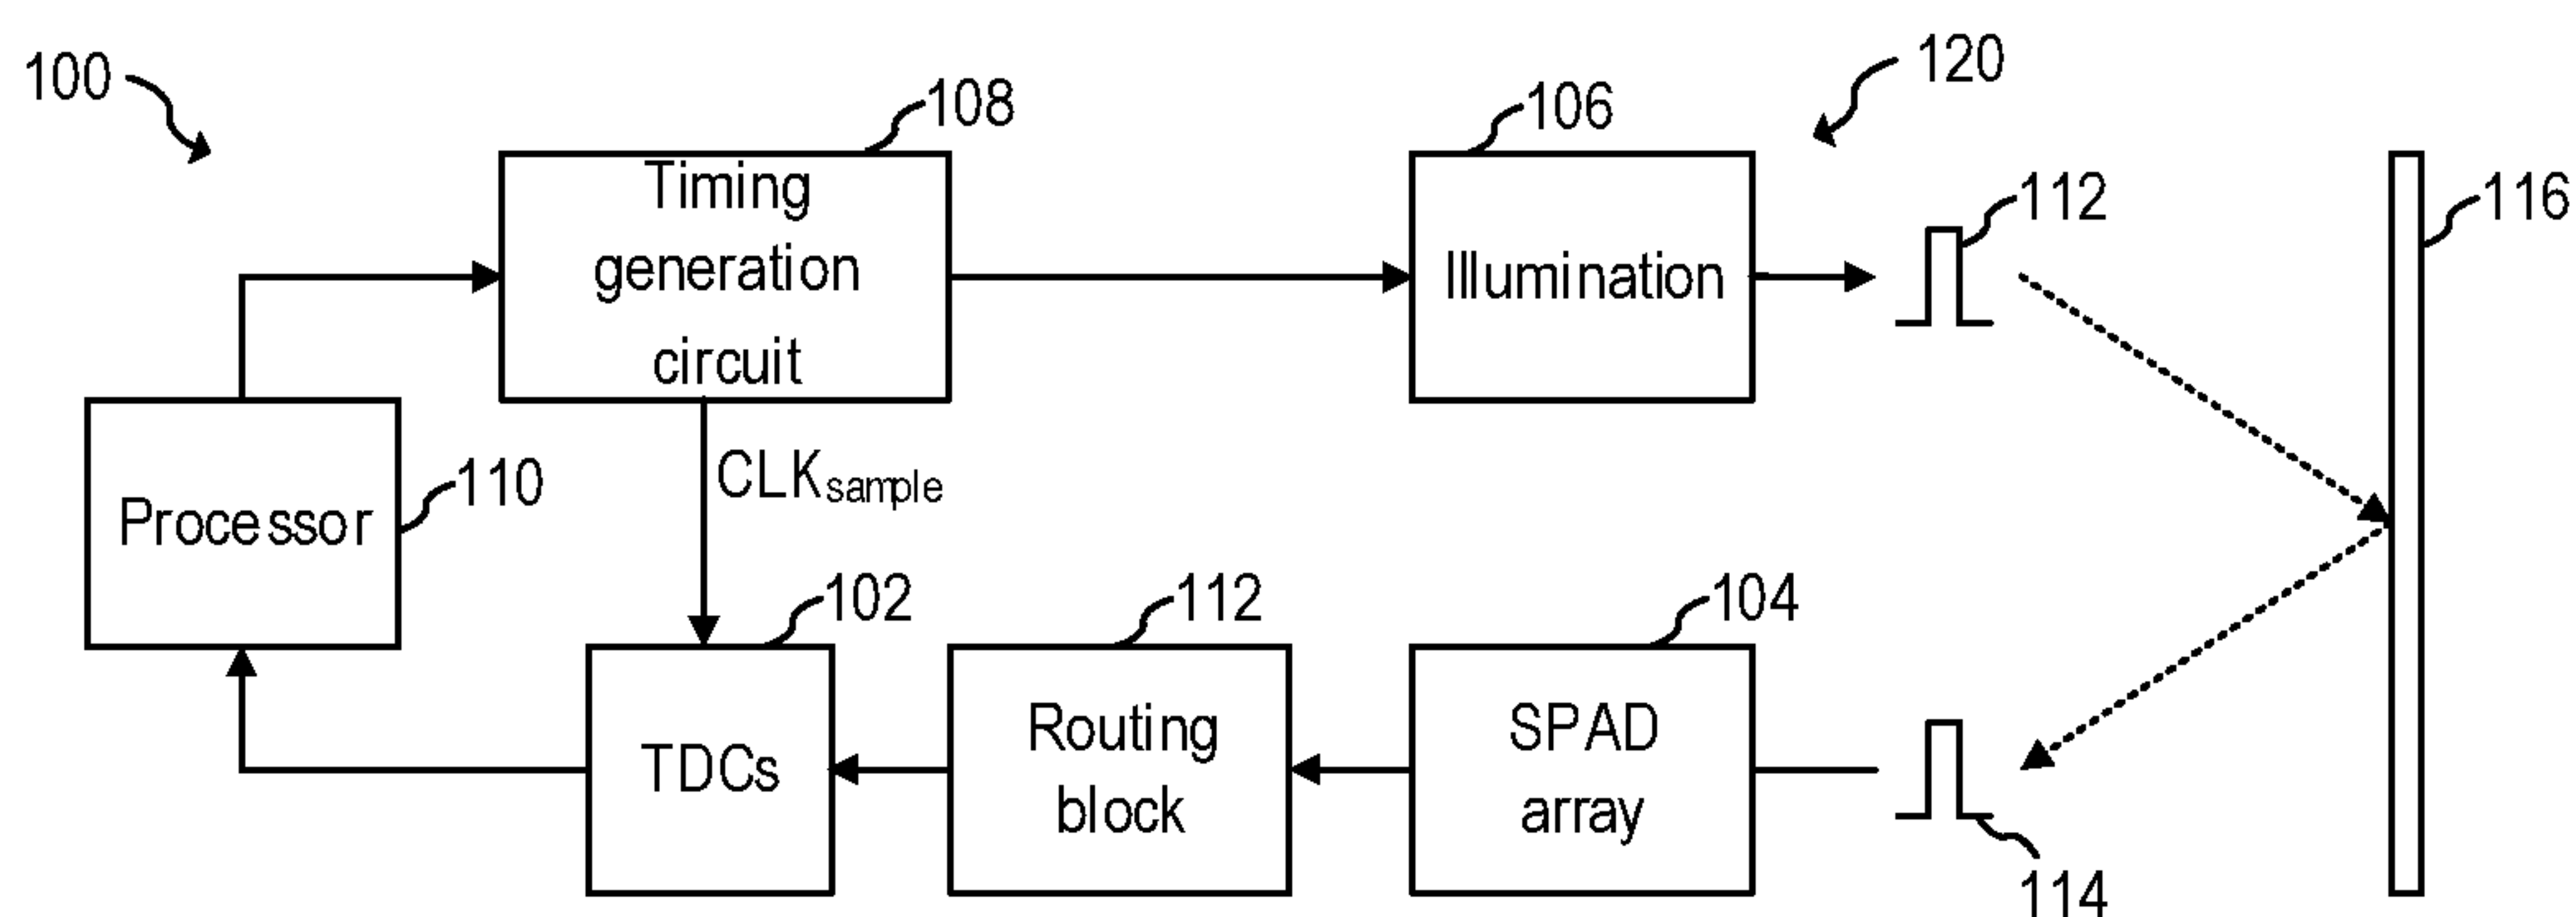 100
108
106
120
Timing
generation
circuit
Illumination
112
116
CLKsample
Processor
110
102
112
104
TDCs
Routing
block
SPAD
array
114